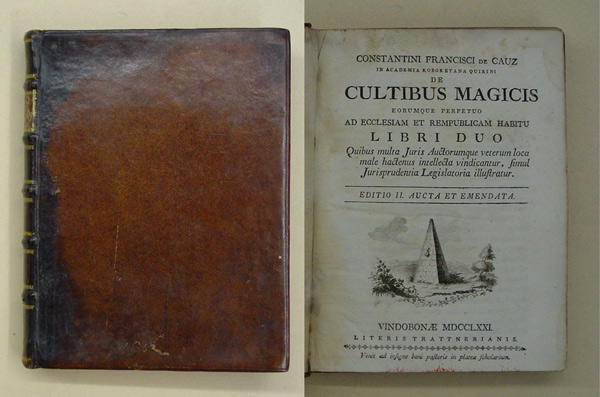 CONSTANTINI FRANCISCI DE CAUZ
IN ACADEMIA ROBORETANA QUIRINI
DE
CULTIBUS MAGICIS
EORUMQUE PERPETUO
AD ECCLESIAM ET REMPUBLICAM HABITU
LIBRI DUO
Quibus multa Juris Auctorumque veterum loca
male hactenus intellecta vindicantur, simul
Jurisprudentia Legislatoria illustratur.
EDITIO II. AUCTA ET EMENDATA.
VINDOBONÆ MDCCLXXI.
LITERIS TRATTNERIANIS.
Venit ad insigne boni pastoris in platea scholarium.